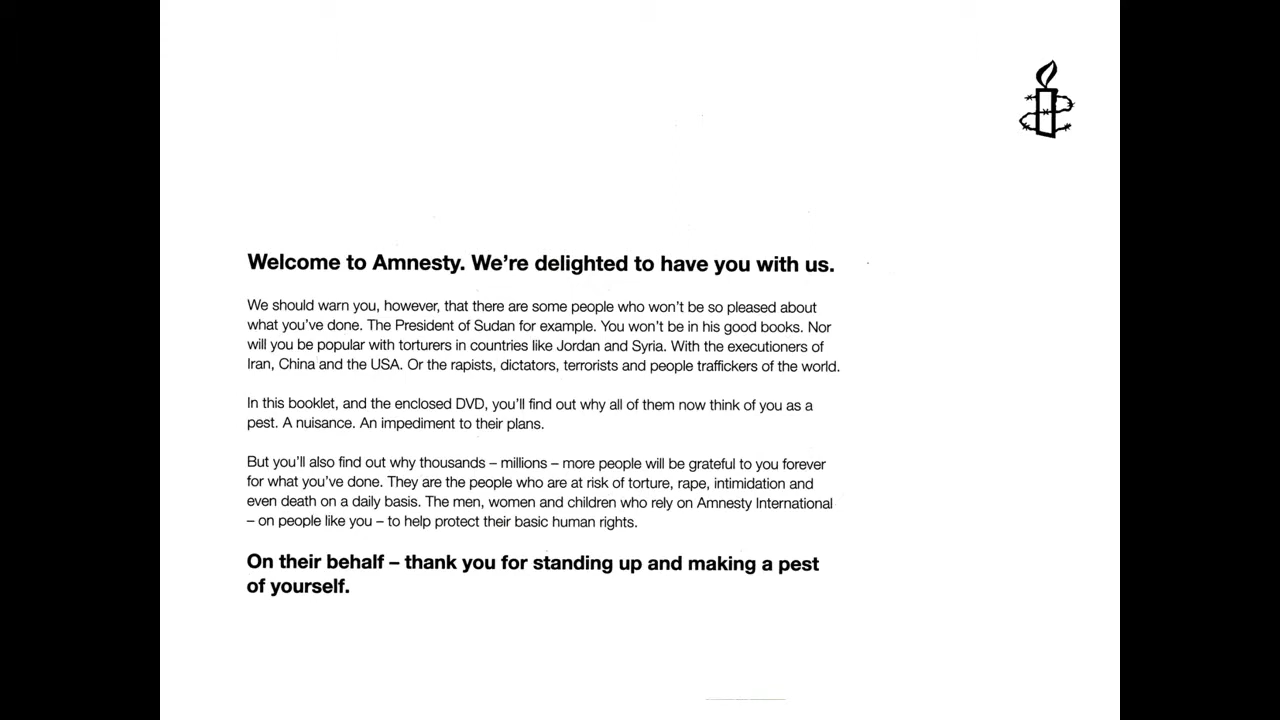 Welcome to Amnesty. We're delighted to have you with us.
We should warn you, however, that there are some people who won't be so pleased about
what you've done. The President of Sudan for example. You won't be in his good books. Nor
will you be popular with torturers in countries like Jordan and Syria. With the executioners of
Iran, China and the USA. Or the rapists, dictators, terrorists and people traffickers of the world.
In this booklet, and the enclosed DVD, you'll find out why all of them now think of you as a
pest. A nuisance. An impediment to their plans.
But you'll also find out why thousands – millions – more people will be grateful to you forever
for what you've done. They are the people who are at risk of torture, rape, intimidation and
even death on a daily basis. The men, women and children who rely on Amnesty International
– on people like you – to help protect their basic human rights.
On their behalf – thank you for standing up and making a pest
of yourself.